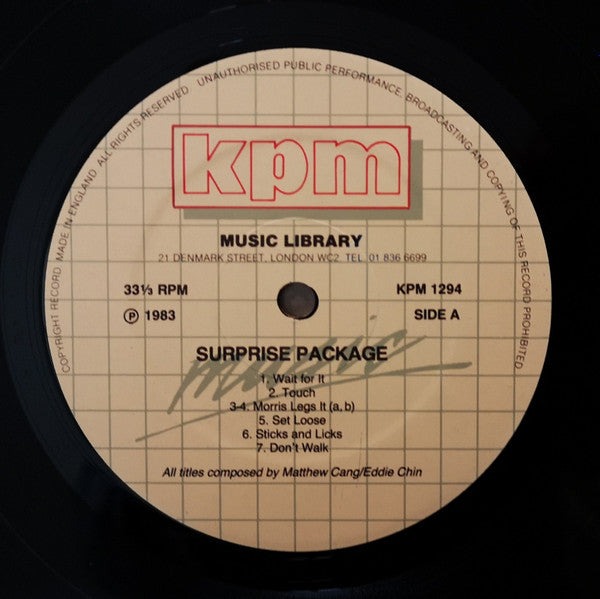 COPYRIGHT RECORD MADE IN ENGLAND ALL RIGHTS RESERVED UNAUTHORISED PUBLIC PERFORMANCE, BROADCASTING AND COPYING OF THIS RECORD PROHIBITED
kpm
MUSIC LIBRARY
21 DENMARK STREET, LONDON WC2. TEL. 01 836 6699
33⅓ RPM
KPM 1294
℗ 1983
SIDE A
music
SURPRISE PACKAGE
1. Wait for It
2. Touch
3-4. Morris Legs It (a, b)
5. Set Loose
6. Sticks and Licks
7. Don't Walk
All titles composed by Matthew Cang/Eddie Chin